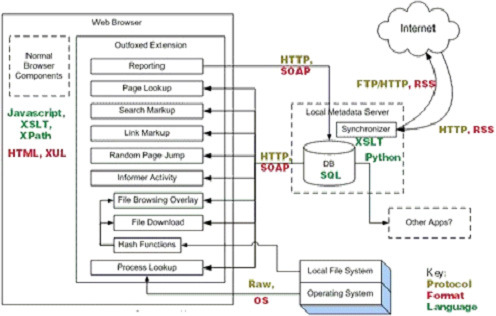 Web Browser
Internet
Normal
Browser
Components
Outfoxed Extension
Reporting
Page Lookup
Search Markup
Link Markup
Random Page Jump
Informer Activity
File Browsing Overlay
File Download
Hash Functions
Process Lookup
Javascript,
XSLT,
XPath
HTML, XUL
HTTP,
SOAP
FTP/HTTP, RSS
HTTP, RSS
Local Metadata Server
Synchronizer
XSLT
Python
DB
SQL
HTTP,
SOAP
Other Apps?
Local File System
Operating System
Raw,
OS
Key:
Protocol
Format
Language